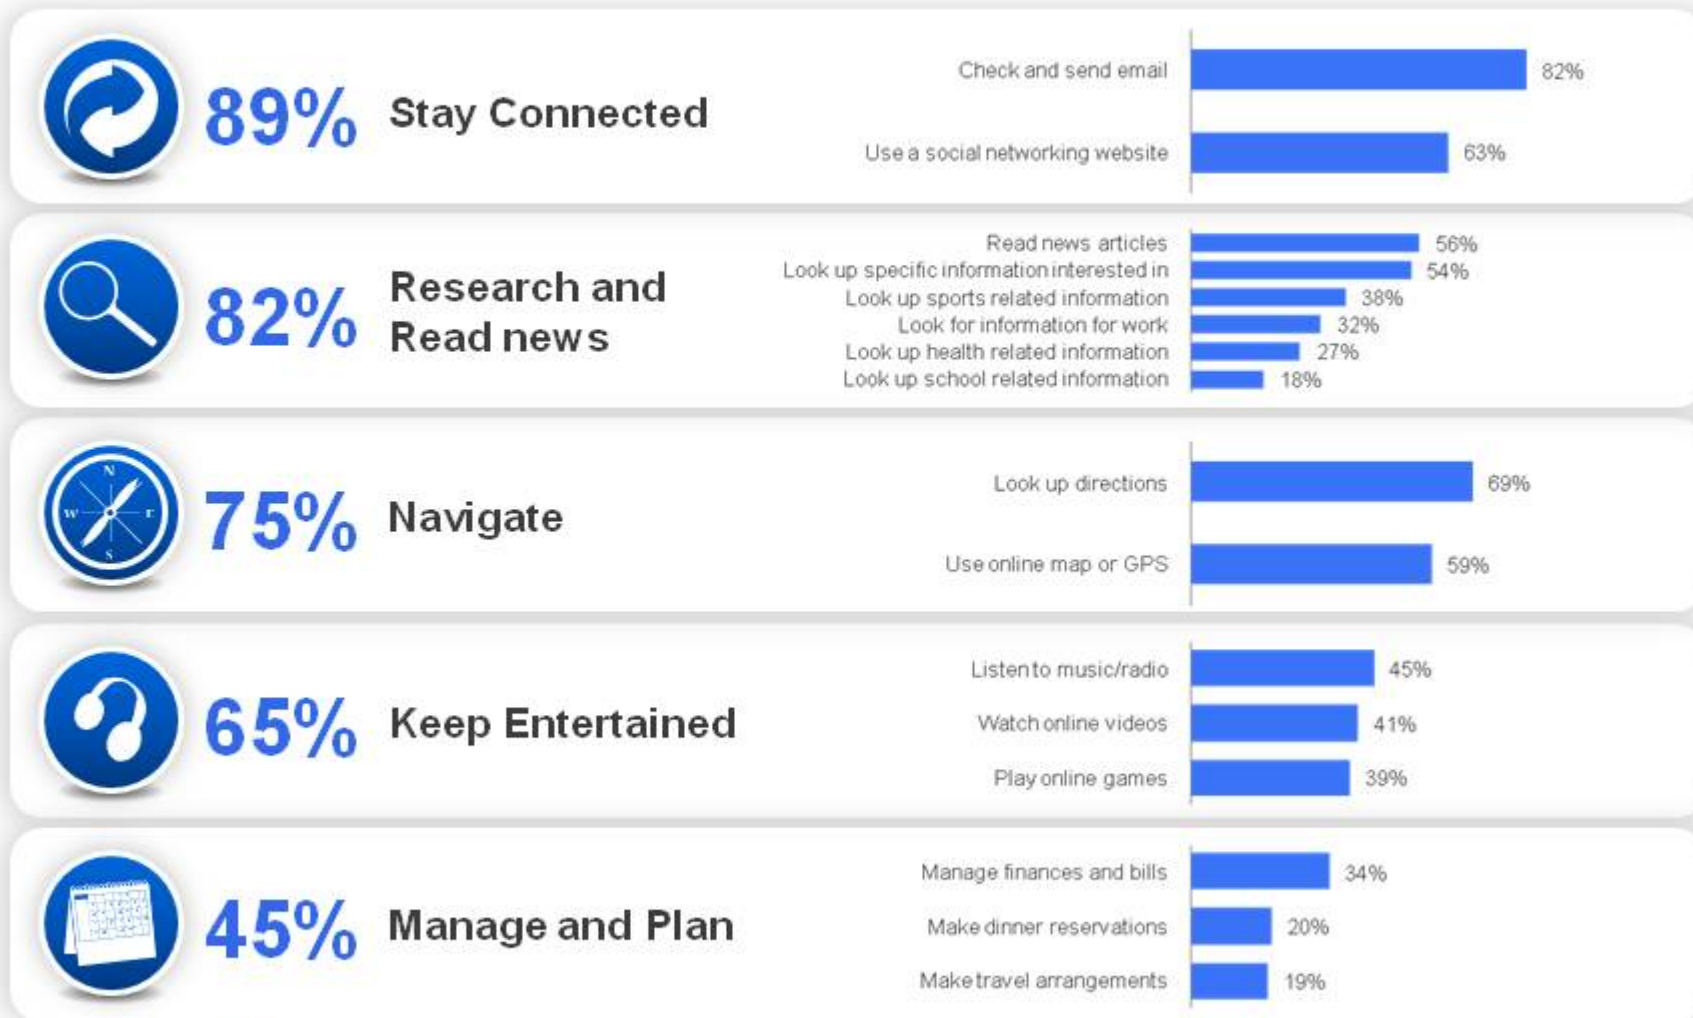 89% Stay Connected
Check and send email 82%
Use a social networking website 63%
82% Research and
Read news
Read news articles 56%
Look up specific information interested in 54%
Look up sports related information 38%
Look for information for work 32%
Look up health related information 27%
Look up school related information 18%
N
W E
S
75% Navigate
Look up directions 69%
Use online map or GPS 59%
65% Keep Entertained
Listen to music/radio 45%
Watch online videos 41%
Play online games 39%
45% Manage and Plan
Manage finances and bills 34%
Make dinner reservations 20%
Make travel arrangements 19%